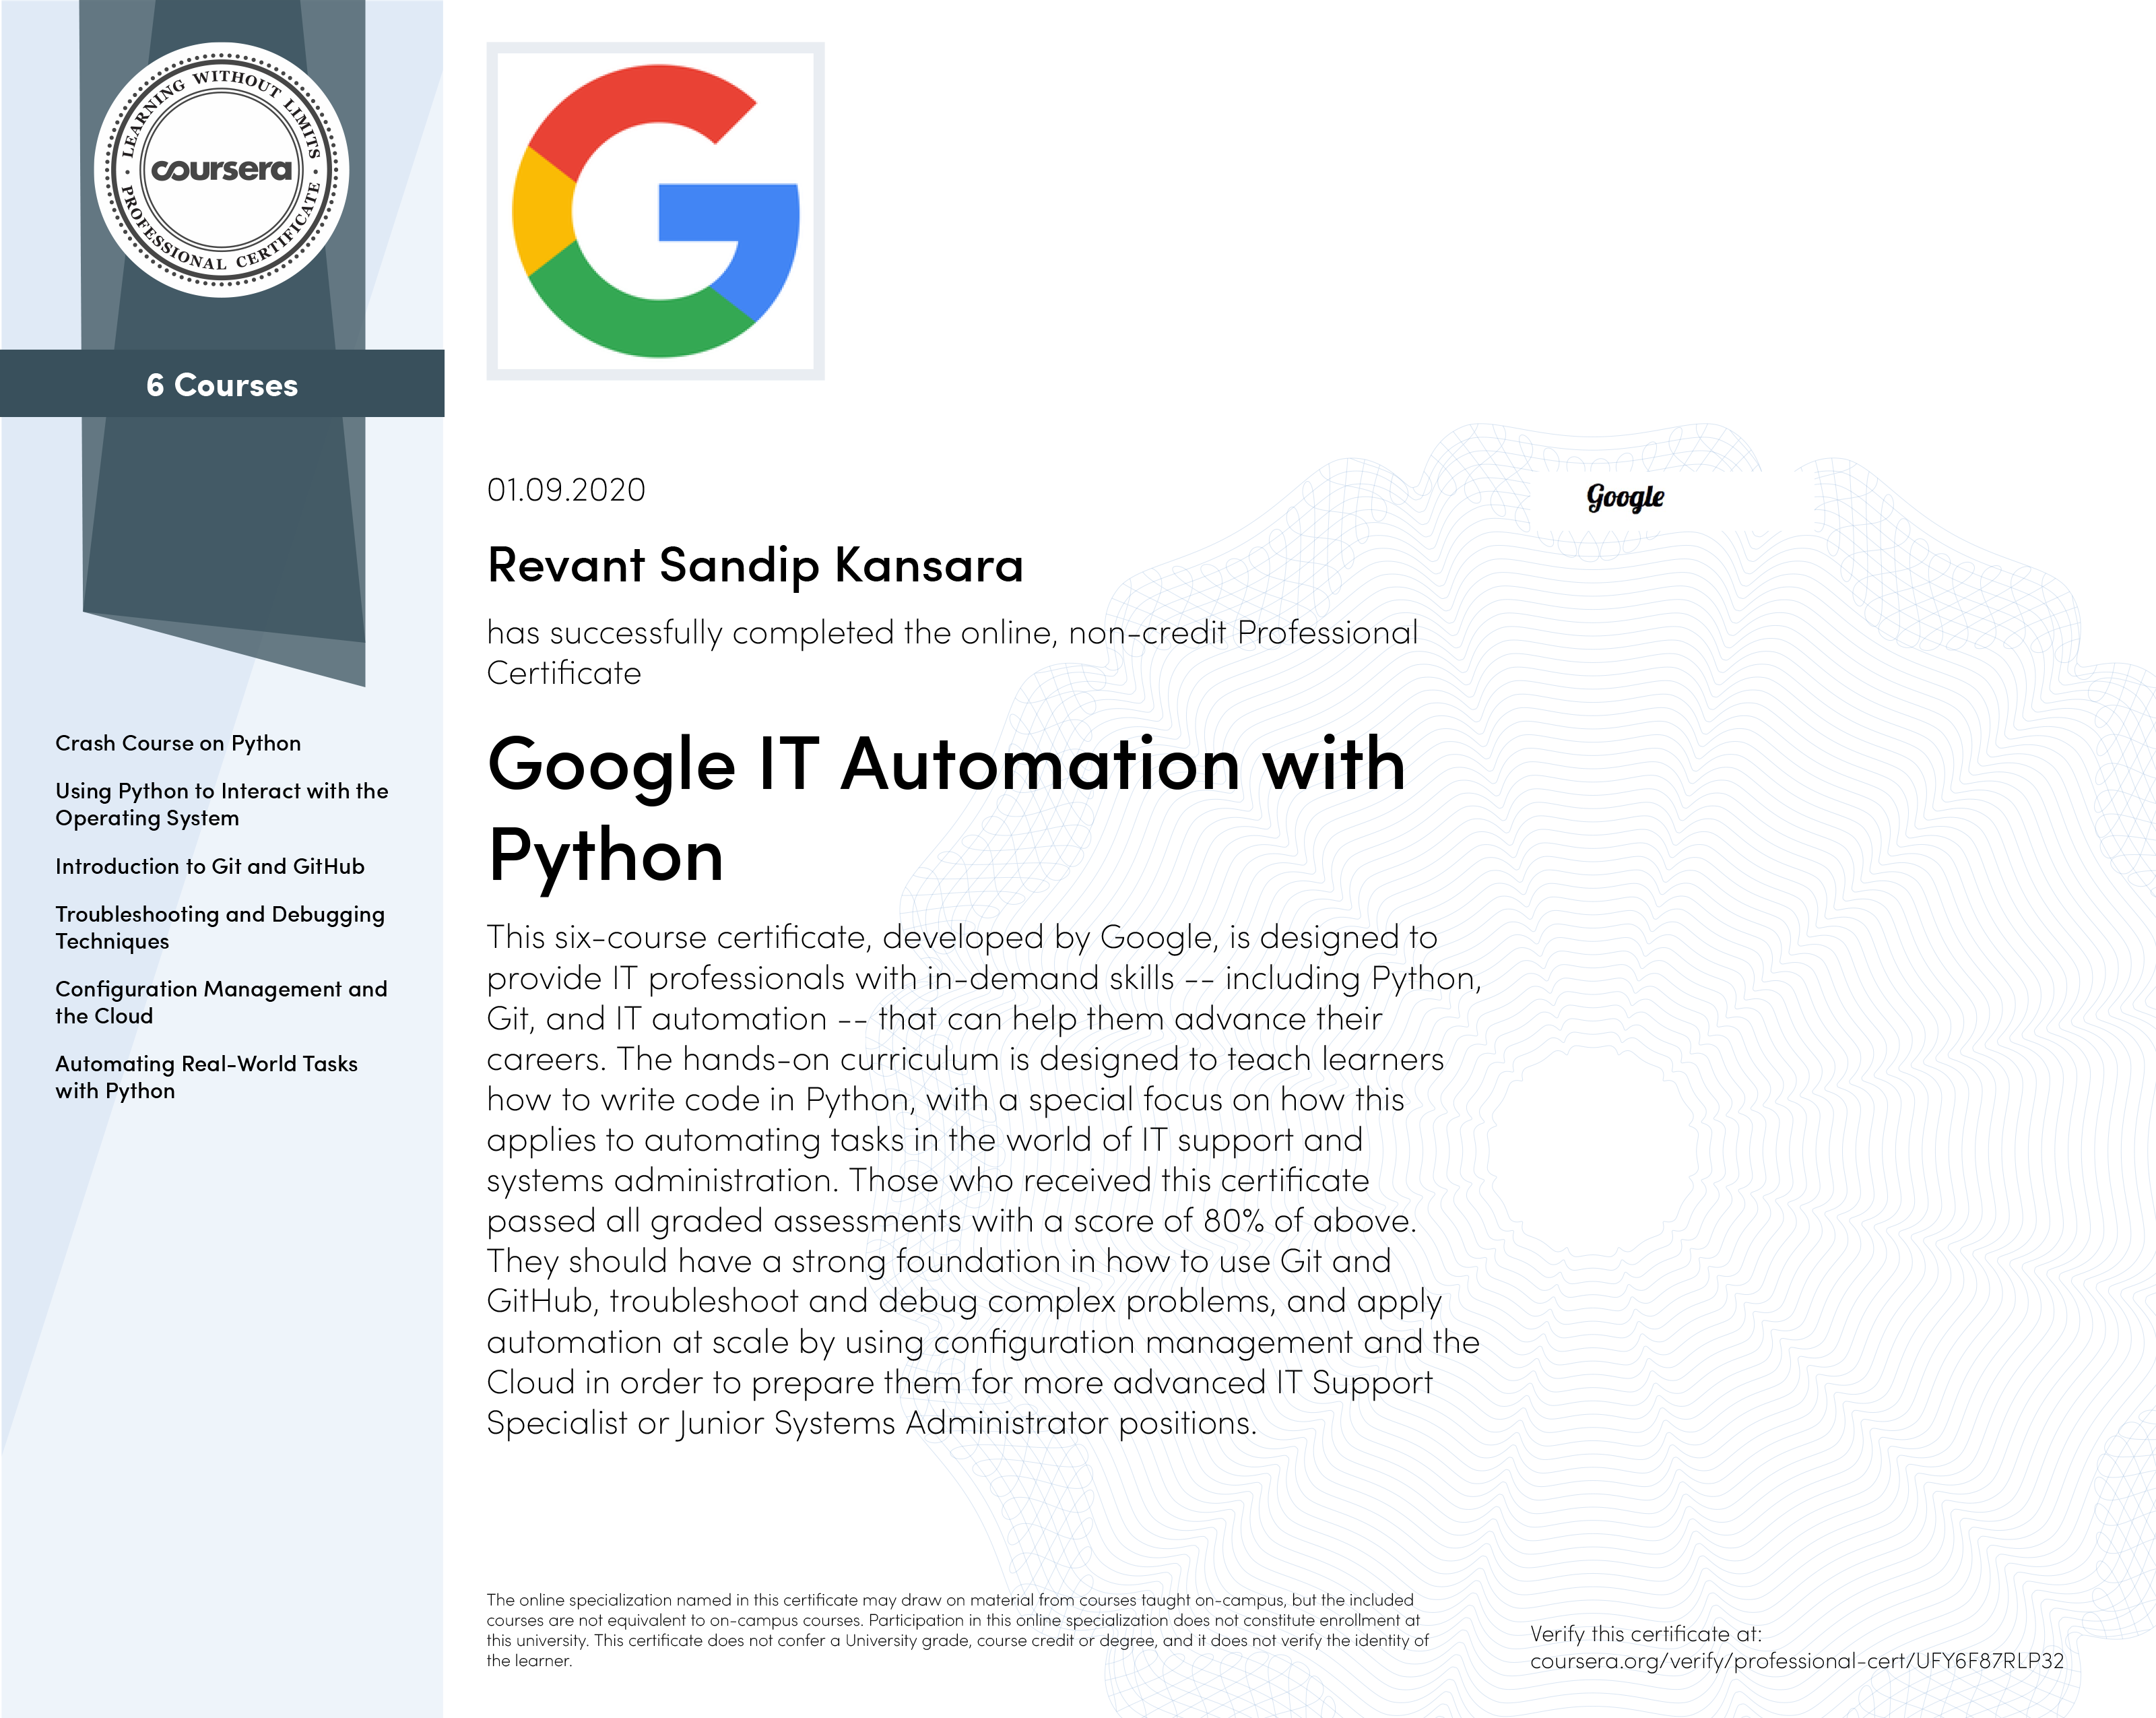 LEARNING WITHOUT LIMITS
coursera
PROFESSIONAL CERTIFICATE
6 Courses
Crash Course on Python
Using Python to Interact with the
Operating System
Introduction to Git and GitHub
Troubleshooting and Debugging
Techniques
Configuration Management and
the Cloud
Automating Real-World Tasks
with Python
01.09.2020
Google
Revant Sandip Kansara
has successfully completed the online, non-credit Professional
Certificate
Google IT Automation with
Python
This six-course certificate, developed by Google, is designed to
provide IT professionals with in-demand skills -- including Python,
Git, and IT automation -- that can help them advance their
careers. The hands-on curriculum is designed to teach learners
how to write code in Python, with a special focus on how this
applies to automating tasks in the world of IT support and
systems administration. Those who received this certificate
passed all graded assessments with a score of 80% of above.
They should have a strong foundation in how to use Git and
GitHub, troubleshoot and debug complex problems, and apply
automation at scale by using configuration management and the
Cloud in order to prepare them for more advanced IT Support
Specialist or Junior Systems Administrator positions.
The online specialization named in this certificate may draw on material from courses taught on-campus, but the included
courses are not equivalent to on-campus courses. Participation in this online specialization does not constitute enrollment at
this university. This certificate does not confer a University grade, course credit or degree, and it does not verify the identity of
the learner.
Verify this certificate at:
coursera.org/verify/professional-cert/UFY6F87RLP32